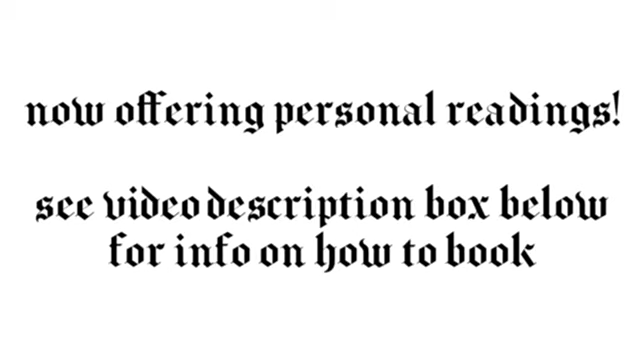 now offering personal readings!
see video description box below
for info on how to book